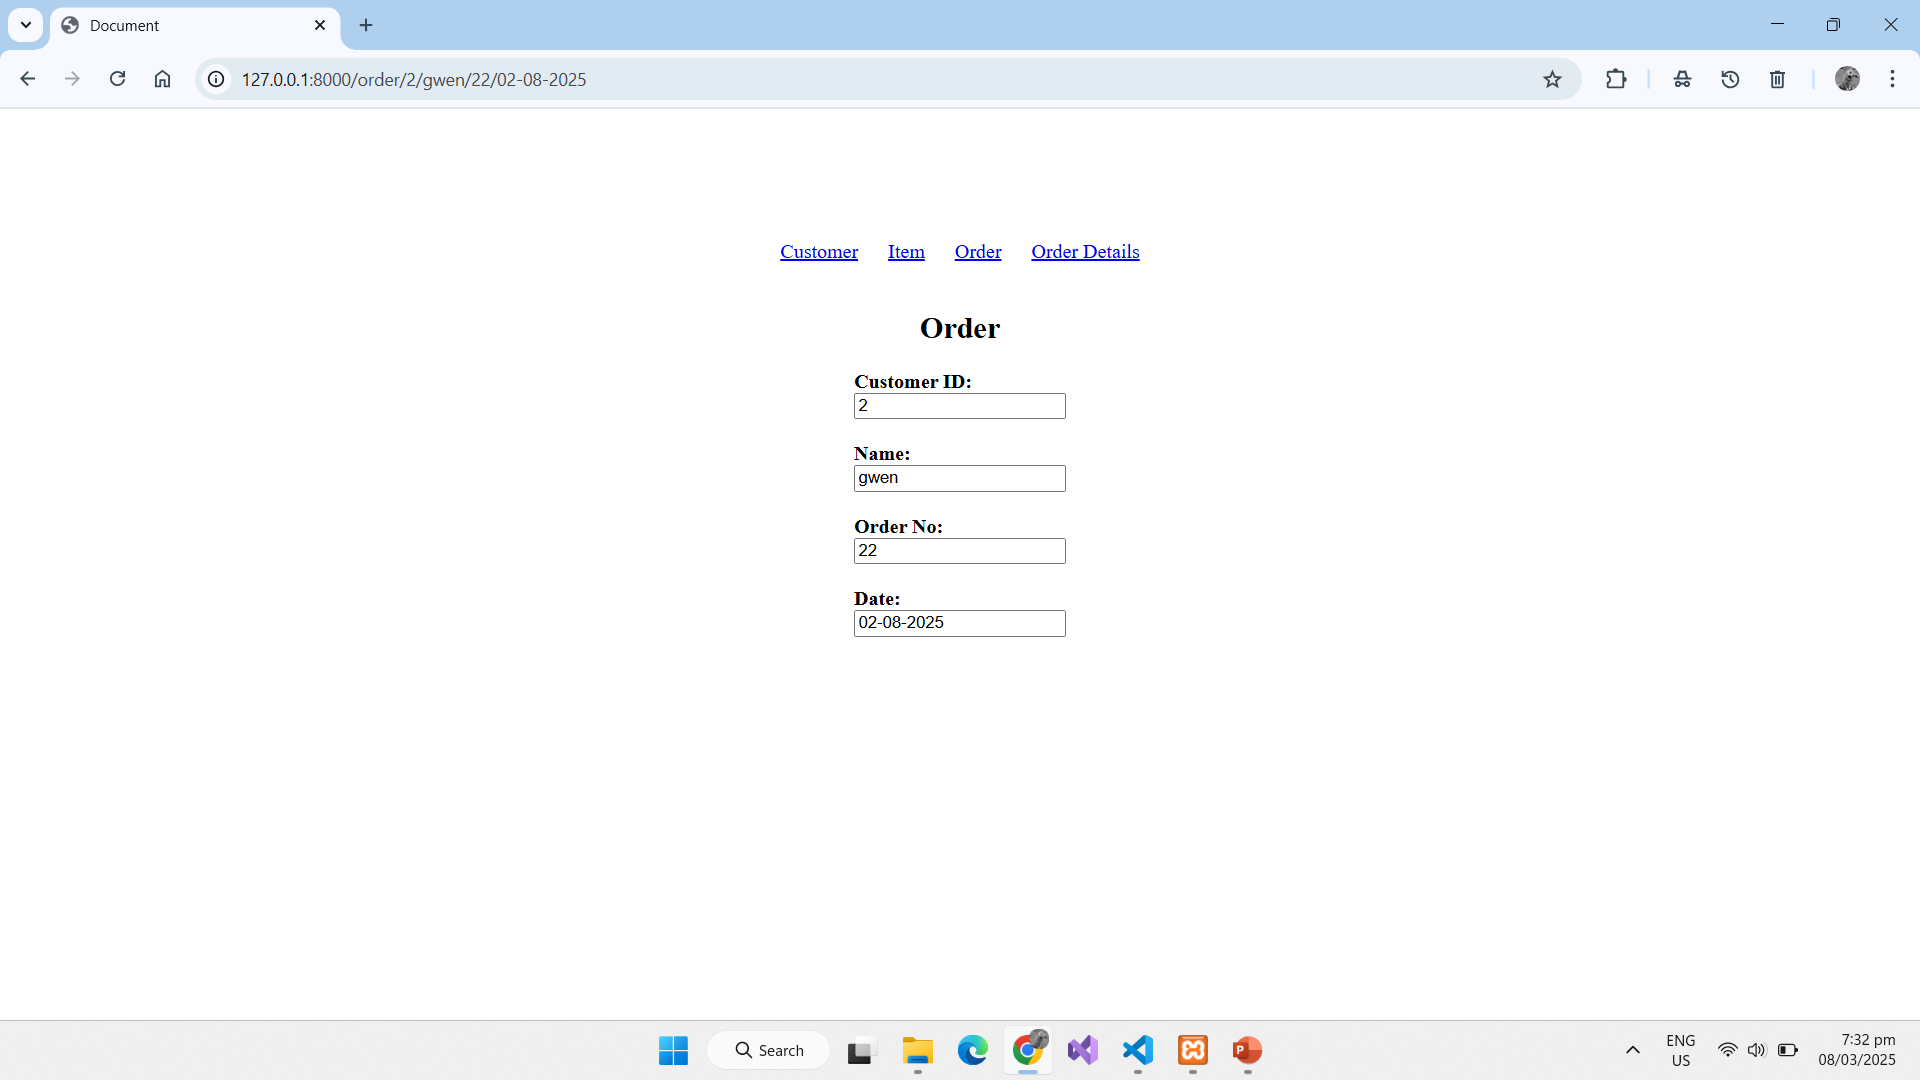 Document
127.0.0.1:8000/order/2/gwen/22/02-08-2025
Customer Item Order Order Details
Order
Customer ID:
2
Name:
gwen
Order No:
22
Date:
02-08-2025
Search
ENG
US
7:32 pm
08/03/2025